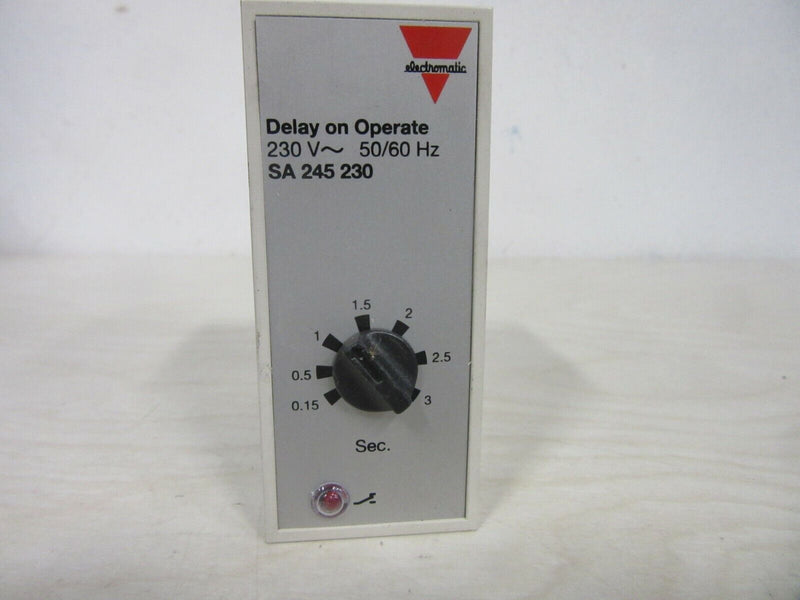 electromatic
Delay on Operate
230 V~ 50/60 Hz
SA 245 230
1.5
2
1
2.5
0.5
3
0.15
Sec.